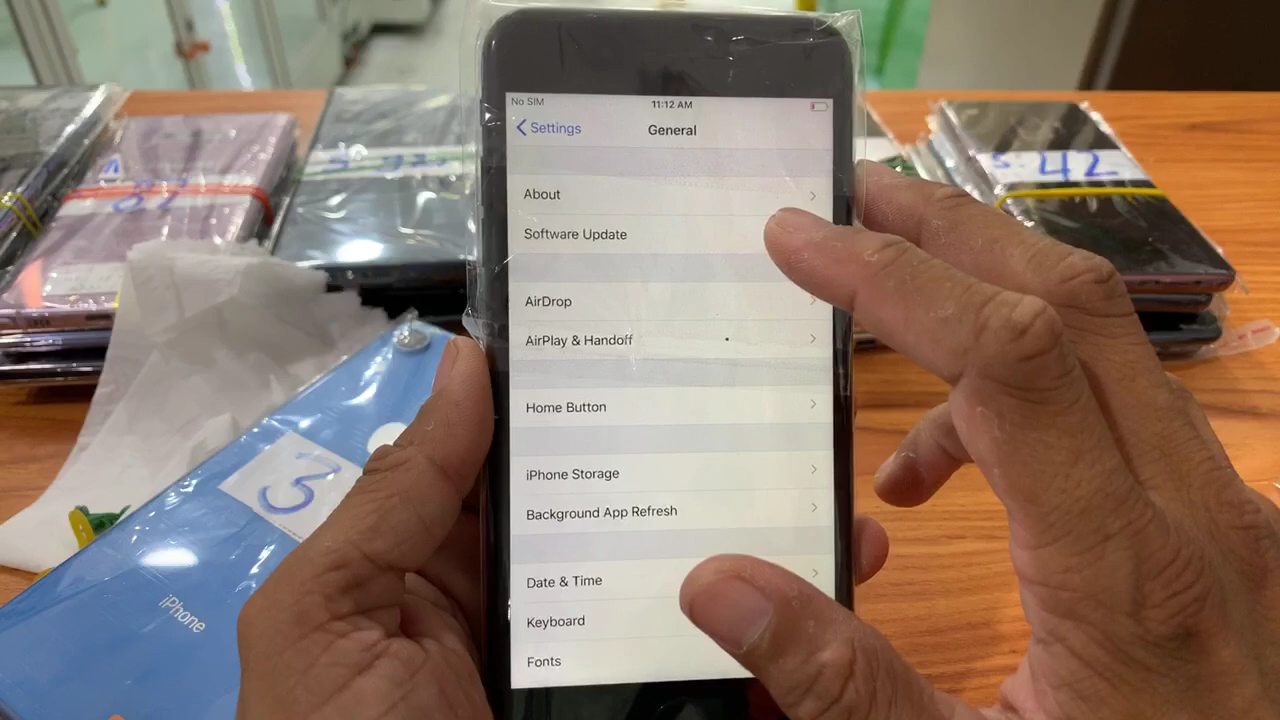 No SIM
11:12 AM
Settings
General
About
Software Update
AirDrop
AirPlay & Handoff
Home Button
iPhone Storage
Background App Refresh
Date & Time
Keyboard
Fonts
42
3
iPhone